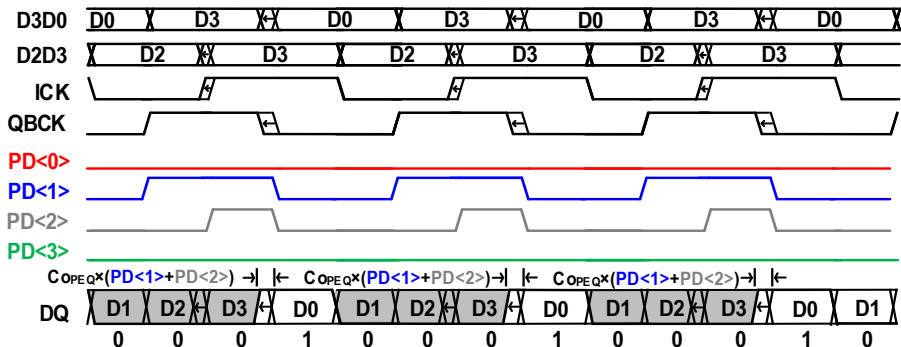 D3D0 D0 D3 D0 D3 D0 D3 D0
D2D3 D2 D3 D2 D3 D2 D3
ICK
QBCK
PD<0>
PD<1>
PD<2>
PD<3>
COPEQ×(PD<1>+PD<2>) COPEQ×(PD<1>+PD<2>) COPEQ×(PD<1>+PD<2>)
DQ D1 D2 D3 D0 D1 D2 D3 D0 D1 D2 D3 D0 D1
0 0 0 1 0 0 0 1 0 0 0 1 0